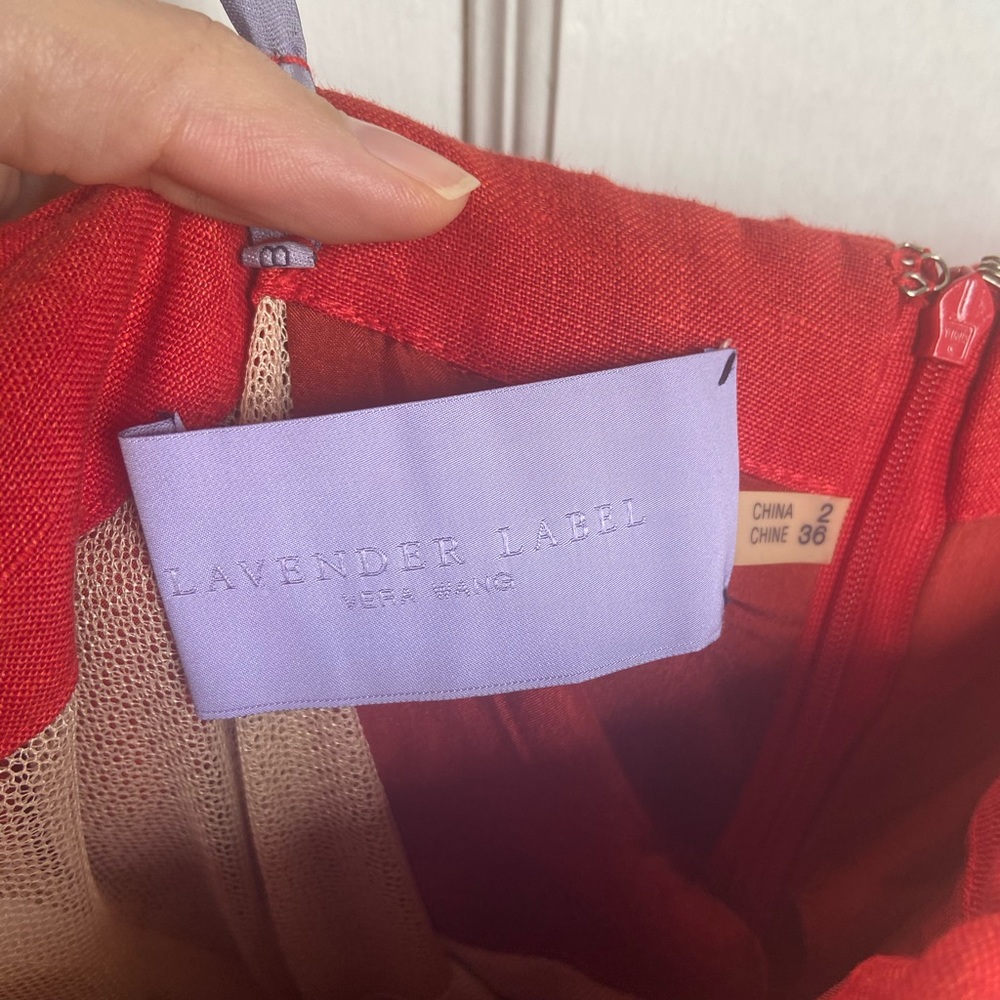 LAVENDER LABEL
VERA WANG
CHINA 2
CHINE 36